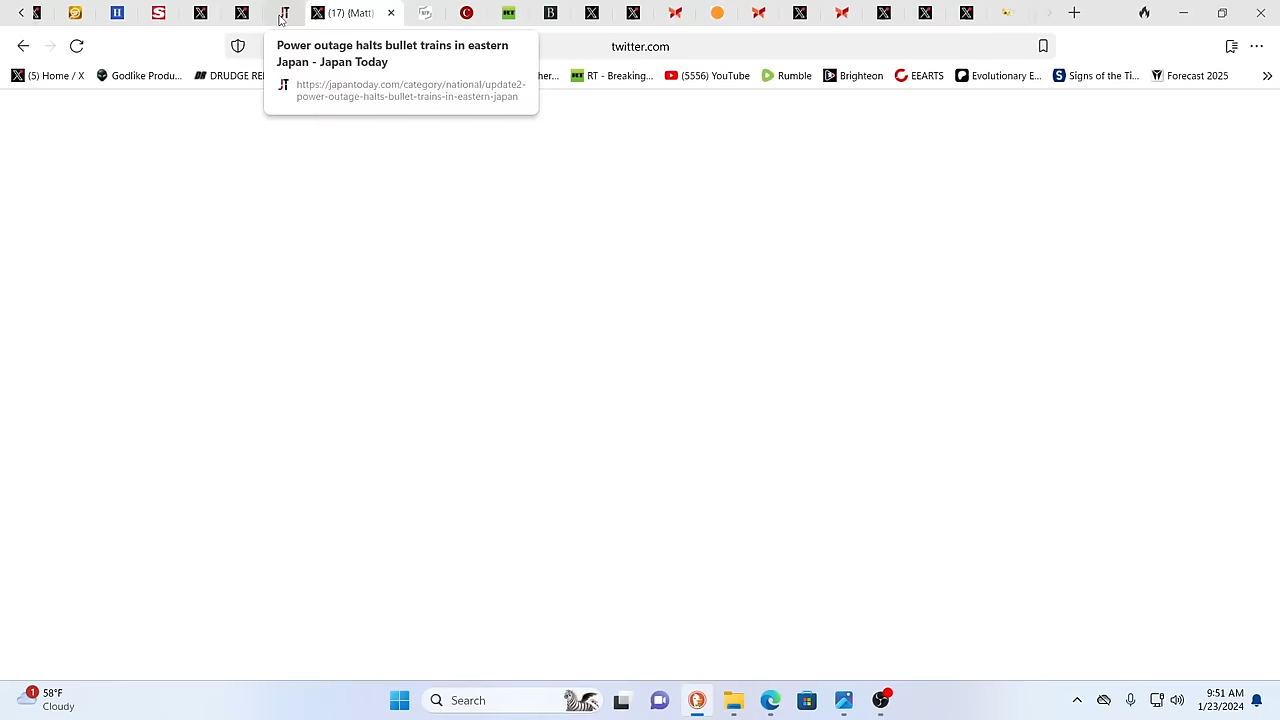 (17) (Matt)
twitter.com
Power outage halts bullet trains in eastern
Japan - Japan Today
https://japantoday.com/category/national/update2-
power-outage-halts-bullet-trains-in-eastern-japan
(5) Home / X
Godlike Produ...
DRUDGE RE
her...
RT - Breaking...
(5556) YouTube
Rumble
Brighteon
EEARTS
Evolutionary E...
Signs of the Ti...
Forecast 2025
1
58°F
Cloudy
Search
9:51 AM
1/23/2024